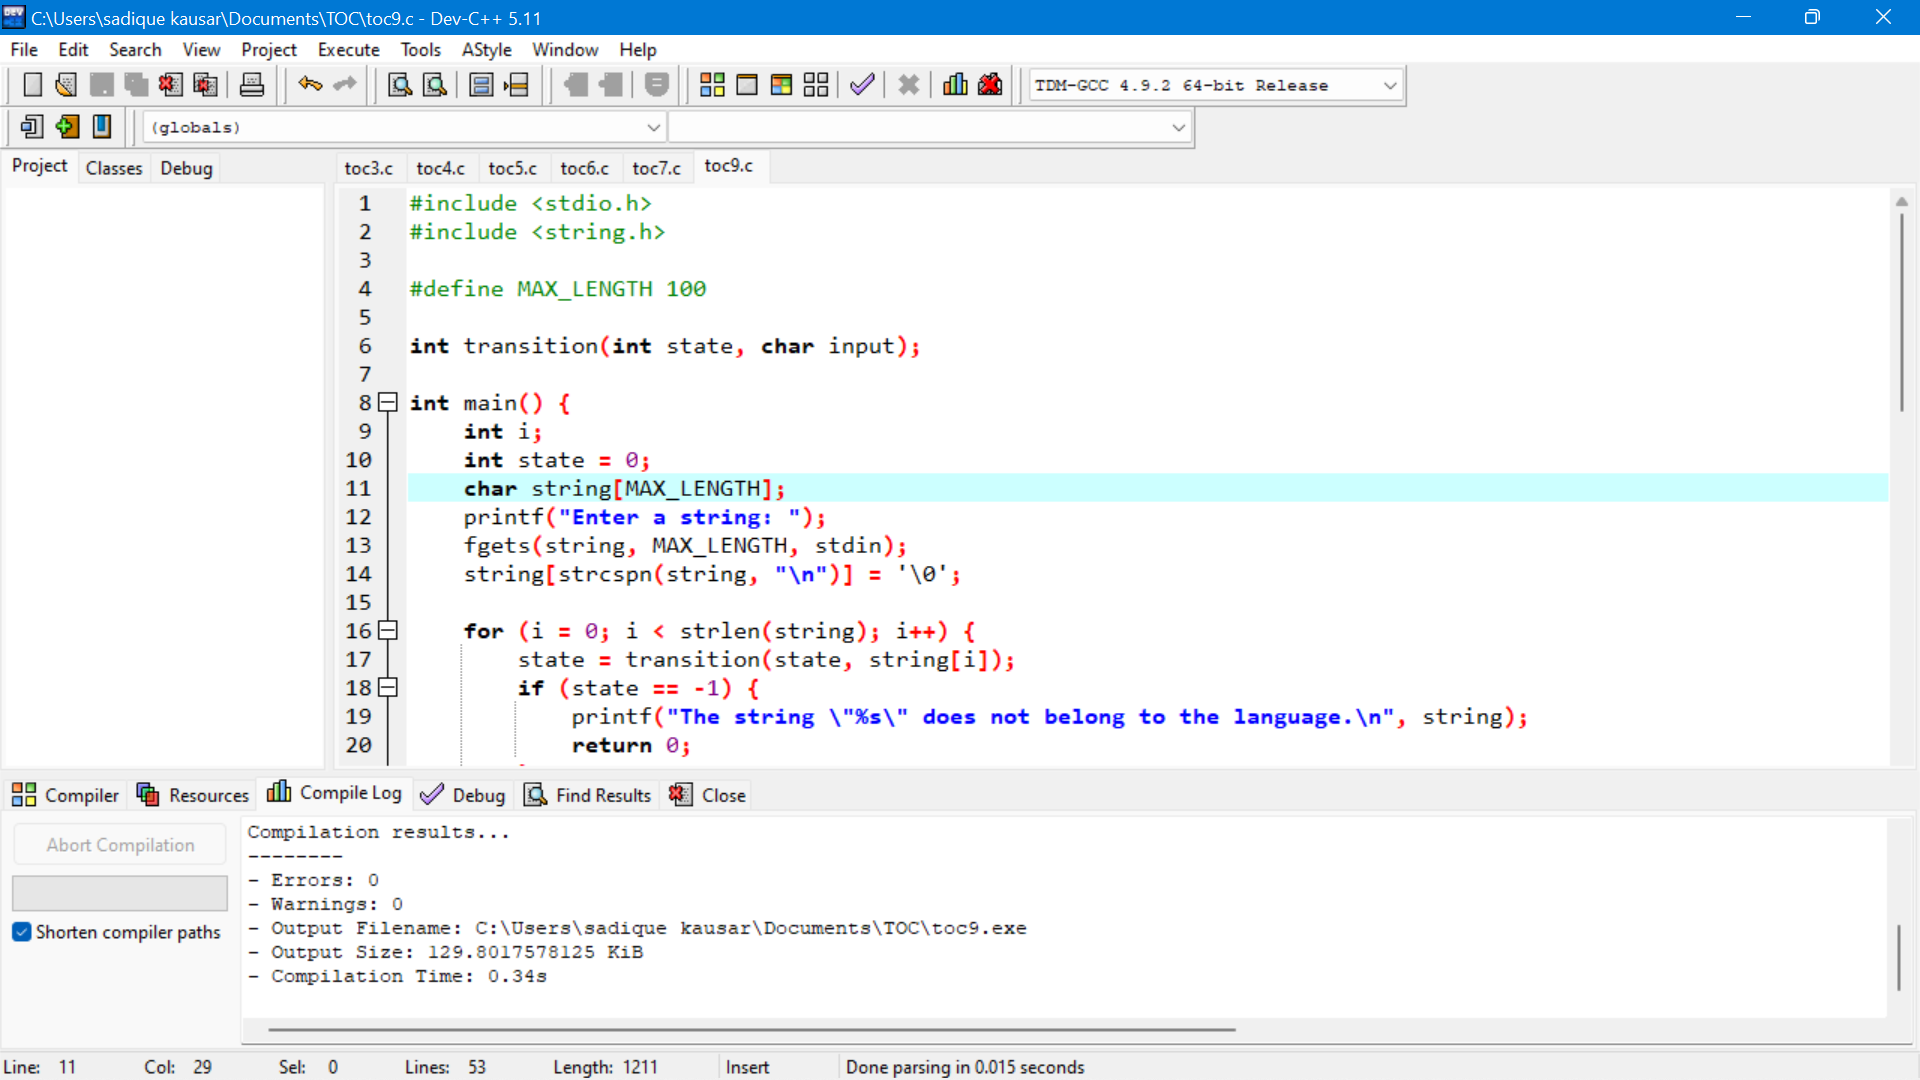 C:\Users\sadique kausar\Documents\TOC\toc9.c - Dev-C++ 5.11
File Edit Search View Project Execute Tools AStyle Window Help
TDM-GCC 4.9.2 64-bit Release
(globals)
Project Classes Debug
toc3.c toc4.c toc5.c toc6.c toc7.c toc9.c
1 #include <stdio.h>
2 #include <string.h>
3
4 #define MAX_LENGTH 100
5
6 int transition(int state, char input);
7
8 int main() {
9 int i;
10 int state = 0;
11 char string[MAX_LENGTH];
12 printf("Enter a string: ");
13 fgets(string, MAX_LENGTH, stdin);
14 string[strcspn(string, "\n")] = '\0';
15
16 for (i = 0; i < strlen(string); i++) {
17 state = transition(state, string[i]);
18 if (state == -1) {
19 printf("The string \"%s\" does not belong to the language.\n", string);
20 return 0;
Compiler Resources Compile Log Debug Find Results Close
Abort Compilation
Shorten compiler paths
Compilation results...
--------
- Errors: 0
- Warnings: 0
- Output Filename: C:\Users\sadique kausar\Documents\TOC\toc9.exe
- Output Size: 129.8017578125 KiB
- Compilation Time: 0.34s
Line: 11 Col: 29 Sel: 0 Lines: 53 Length: 1211 Insert Done parsing in 0.015 seconds